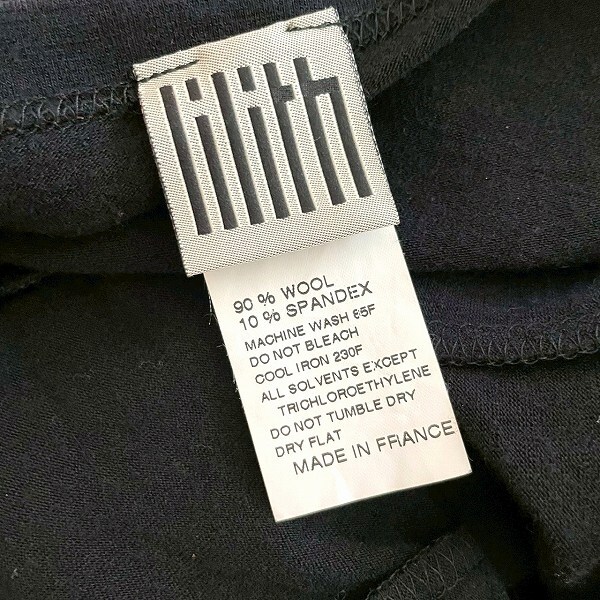 lilith
90 % WOOL
10 % SPANDEX
MACHINE WASH 85F
DO NOT BLEACH
COOL IRON 230F
ALL SOLVENTS EXCEPT
TRICHLOROETHYLENE
DO NOT TUMBLE DRY
DRY FLAT
MADE IN FRANCE